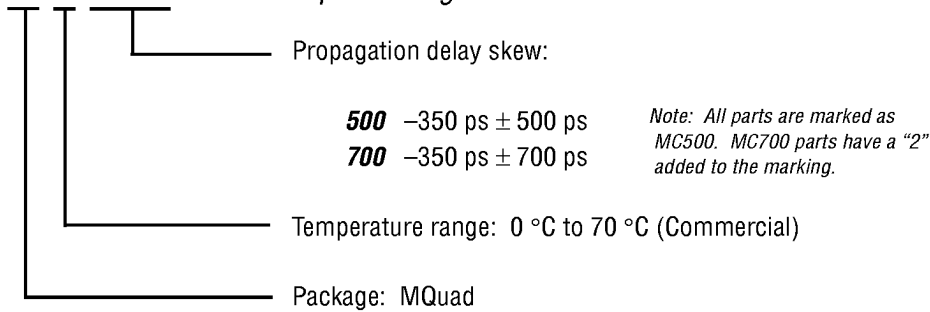 Propagation delay skew:
500 –350 ps ± 500 ps
700 –350 ps ± 700 ps
Note: All parts are marked as
MC500. MC700 parts have a “2”
added to the marking.
Temperature range: 0 °C to 70 °C (Commercial)
Package: MQuad